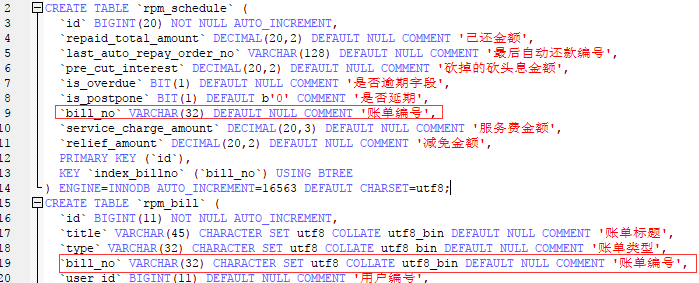 2 CREATE TABLE `rpm_schedule` (
3 `id` BIGINT(20) NOT NULL AUTO_INCREMENT,
4 `repaid_total_amount` DECIMAL(20,2) DEFAULT NULL COMMENT '已还金额',
5 `last_auto_repay_order_no` VARCHAR(128) DEFAULT NULL COMMENT '最后自动还款编号',
6 `pre_cut_interest` DECIMAL(20,2) DEFAULT NULL COMMENT '砍掉的砍头息金额',
7 `is_overdue` BIT(1) DEFAULT NULL COMMENT '是否逾期字段',
8 `is_postpone` BIT(1) DEFAULT b'0' COMMENT '是否延期',
9 `bill_no` VARCHAR(32) DEFAULT NULL COMMENT '账单编号',
10 `service_charge_amount` DECIMAL(20,3) DEFAULT NULL COMMENT '服务费金额',
11 `relief_amount` DECIMAL(20,2) DEFAULT NULL COMMENT '减免金额',
12 PRIMARY KEY (`id`),
13 KEY `index_billno` (`bill_no`) USING BTREE
14 ) ENGINE=INNODB AUTO_INCREMENT=16563 DEFAULT CHARSET=utf8;
15 CREATE TABLE `rpm_bill` (
16 `id` BIGINT(11) NOT NULL AUTO_INCREMENT,
17 `title` VARCHAR(45) CHARACTER SET utf8 COLLATE utf8_bin DEFAULT NULL COMMENT '账单标题',
18 `type` VARCHAR(32) CHARACTER SET utf8 COLLATE utf8_bin DEFAULT NULL COMMENT '账单类型',
19 `bill_no` VARCHAR(32) CHARACTER SET utf8 COLLATE utf8_bin DEFAULT NULL COMMENT '账单编号',
20 `user_id` BIGINT(11) DEFAULT NULL COMMENT '用户编号',